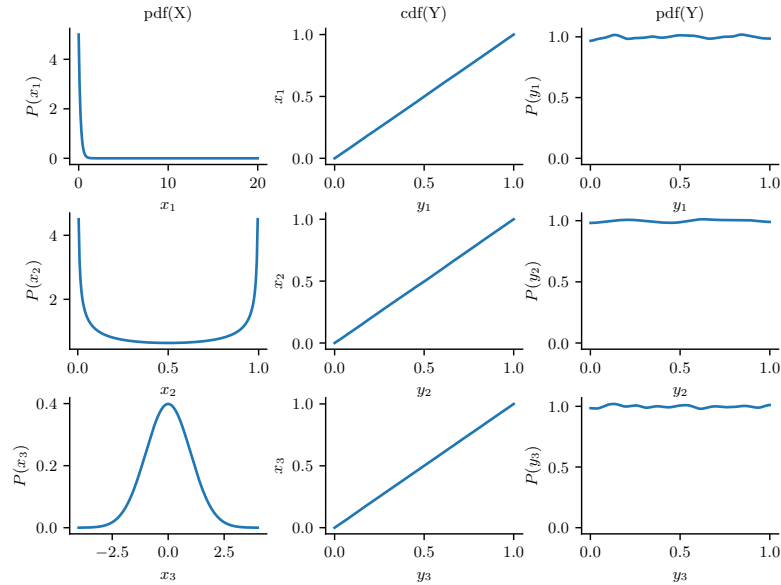 pdf(X) cdf(Y) pdf(Y)
P(x₁) 4 2 0
0 10 20
x₁
x₁ 1.0 0.5 0.0
0.0 0.5 1.0
y₁
P(y₁) 1.0 0.5 0.0
0.0 0.5 1.0
y₁
P(x₂) 4 2
0.0 0.5 1.0
x₂
x₂ 1.0 0.5 0.0
0.0 0.5 1.0
y₂
P(y₂) 1.0 0.5 0.0
0.0 0.5 1.0
y₂
P(x₃) 0.4 0.2 0.0
−2.5 0.0 2.5
x₃
x₃ 1.0 0.5 0.0
0.0 0.5 1.0
y₃
P(y₃) 1.0 0.5 0.0
0.0 0.5 1.0
y₃